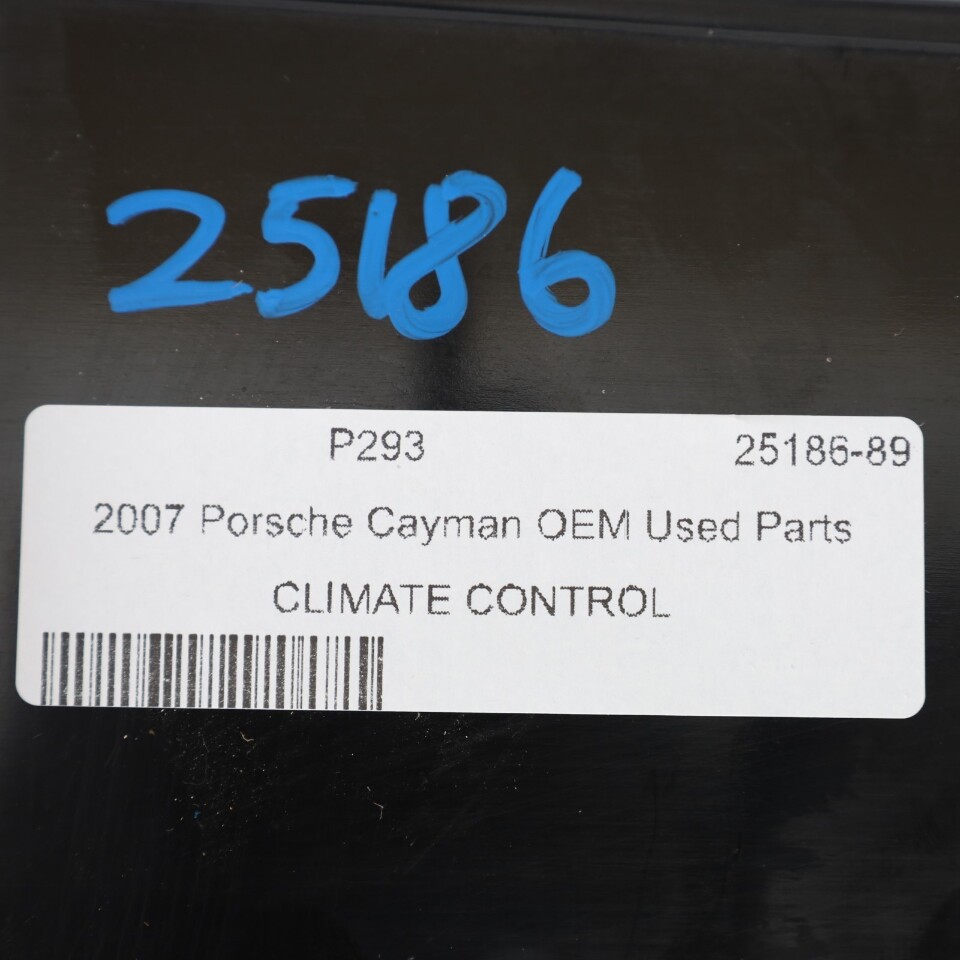 25186
P293 25186-89
2007 Porsche Cayman OEM Used Parts
CLIMATE CONTROL